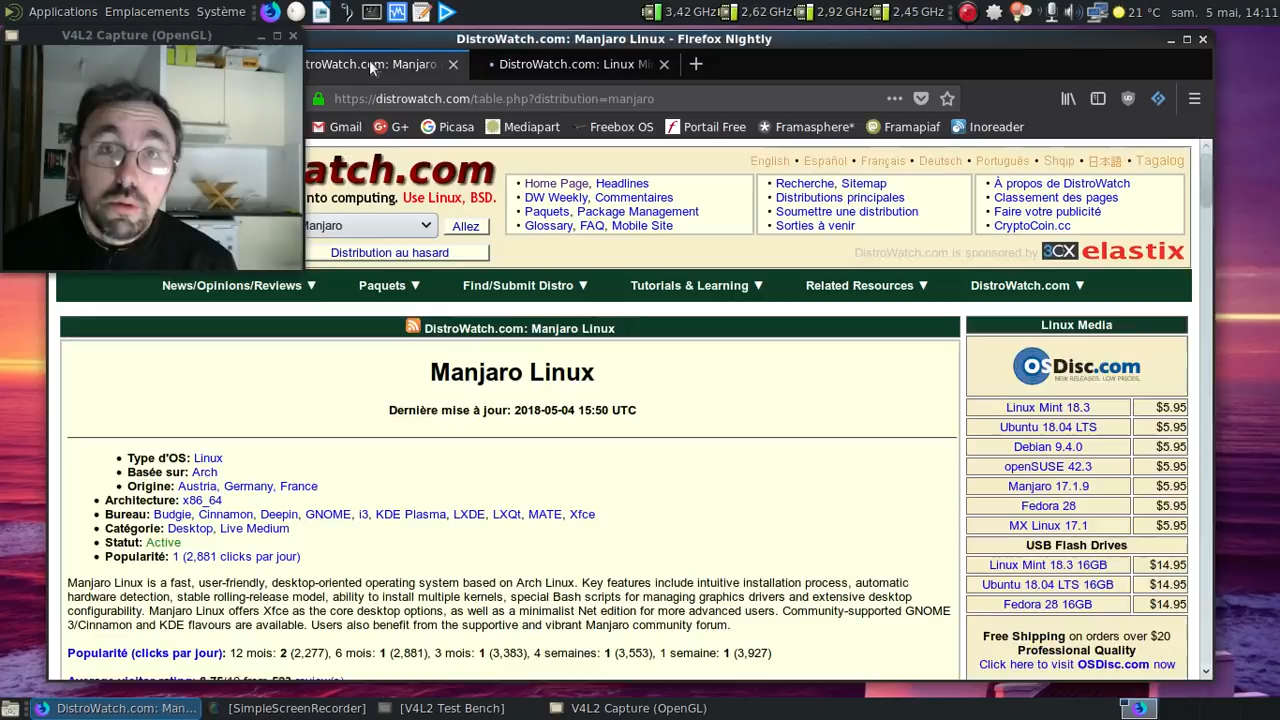 Applications Emplacements Système 3,42 GHz 2,62 GHz 2,92 GHz 2,45 GHz 21 °C sam. 5 mai, 14:11
V4L2 Capture (OpenGL)
DistroWatch.com: Manjaro Linux - Firefox Nightly
troWatch.com: Manjaro DistroWatch.com: Linux Mi
https://distrowatch.com/table.php?distribution=manjaro
Gmail G+ Picasa Mediapart Freebox OS Portail Free Framasphere* Framapiaf Inoreader
English • Español • Français • Deutsch • Português • Shqip • 日本語 • Tagalog
atch.com
into computing. Use Linux, BSD.
• Home Page, Headlines
• DW Weekly, Commentaires
• Paquets, Package Management
• Glossary, FAQ, Mobile Site
• Recherche, Sitemap
• Distributions principales
• Soumettre une distribution
• Sorties à venir
• À propos de DistroWatch
• Classement des pages
• Faire votre publicité
• CryptoCoin.cc
Manjaro Allez
Distribution au hasard
DistroWatch.com is sponsored by 3CX elastix
News/Opinions/Reviews ▼ Paquets ▼ Find/Submit Distro ▼ Tutorials & Learning ▼ Related Resources ▼ DistroWatch.com ▼
DistroWatch.com: Manjaro Linux
Manjaro Linux
Dernière mise à jour: 2018-05-04 15:50 UTC
• Type d'OS: Linux
• Basée sur: Arch
• Origine: Austria, Germany, France
• Architecture: x86_64
• Bureau: Budgie, Cinnamon, Deepin, GNOME, i3, KDE Plasma, LXDE, LXQt, MATE, Xfce
• Catégorie: Desktop, Live Medium
• Statut: Active
• Popularité: 1 (2,881 clicks par jour)
Manjaro Linux is a fast, user-friendly, desktop-oriented operating system based on Arch Linux. Key features include intuitive installation process, automatic
hardware detection, stable rolling-release model, ability to install multiple kernels, special Bash scripts for managing graphics drivers and extensive desktop
configurability. Manjaro Linux offers Xfce as the core desktop options, as well as a minimalist Net edition for more advanced users. Community-supported GNOME
3/Cinnamon and KDE flavours are available. Users also benefit from the supportive and vibrant Manjaro community forum.
Popularité (clicks par jour): 12 mois: 2 (2,277), 6 mois: 1 (2,881), 3 mois: 1 (3,383), 4 semaines: 1 (3,553), 1 semaine: 1 (3,927)
Linux Media
OSDisc.com
NEW RELEASES. LOW PRICES.
Linux Mint 18.3 $5.95
Ubuntu 18.04 LTS $5.95
Debian 9.4.0 $5.95
openSUSE 42.3 $5.95
Manjaro 17.1.9 $5.95
Fedora 28 $5.95
MX Linux 17.1 $5.95
USB Flash Drives
Linux Mint 18.3 16GB $14.95
Ubuntu 18.04 LTS 16GB $14.95
Fedora 28 16GB $14.95
Free Shipping on orders over $20
Professional Quality
Click here to visit OSDisc.com now
DistroWatch.com: Man... [SimpleScreenRecorder] [V4L2 Test Bench] V4L2 Capture (OpenGL)